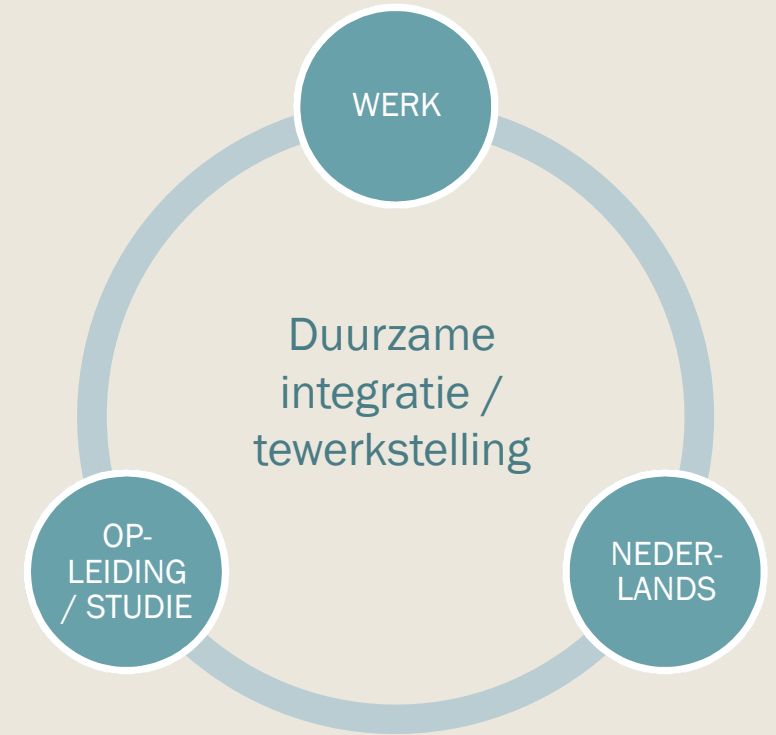 WERK
Duurzame
integratie /
tewerkstelling
OP-
LEIDING
/ STUDIE
NEDER-
LANDS